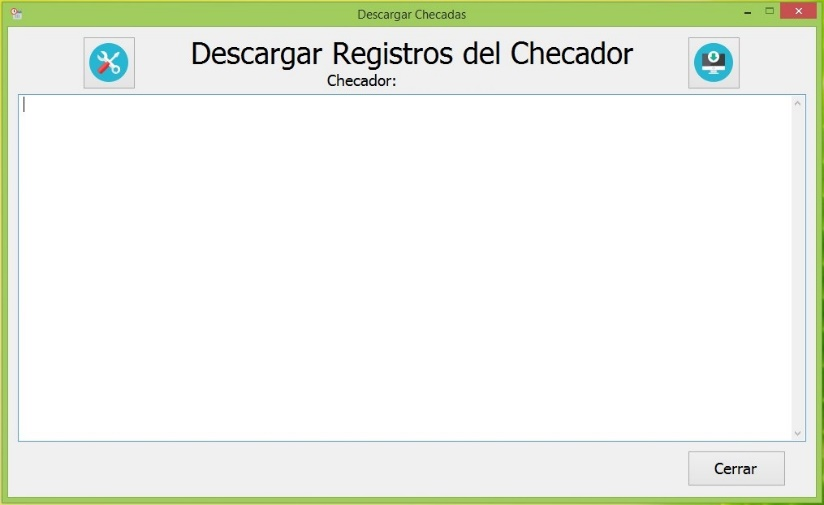 Descargar Checadas
Descargar Registros del Checador
Checador:
Cerrar